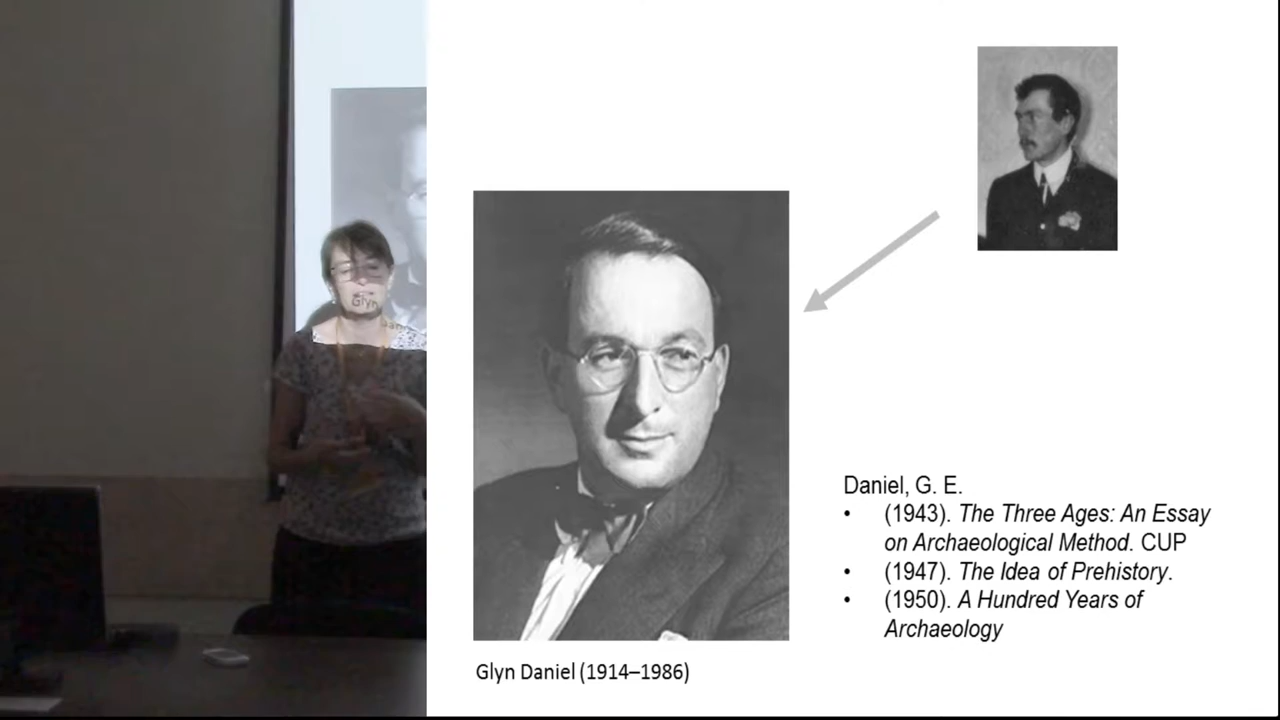 Glyn
Daniel, G. E.
• (1943). The Three Ages: An Essay
on Archaeological Method. CUP
• (1947). The Idea of Prehistory.
• (1950). A Hundred Years of
Archaeology
Glyn Daniel (1914–1986)